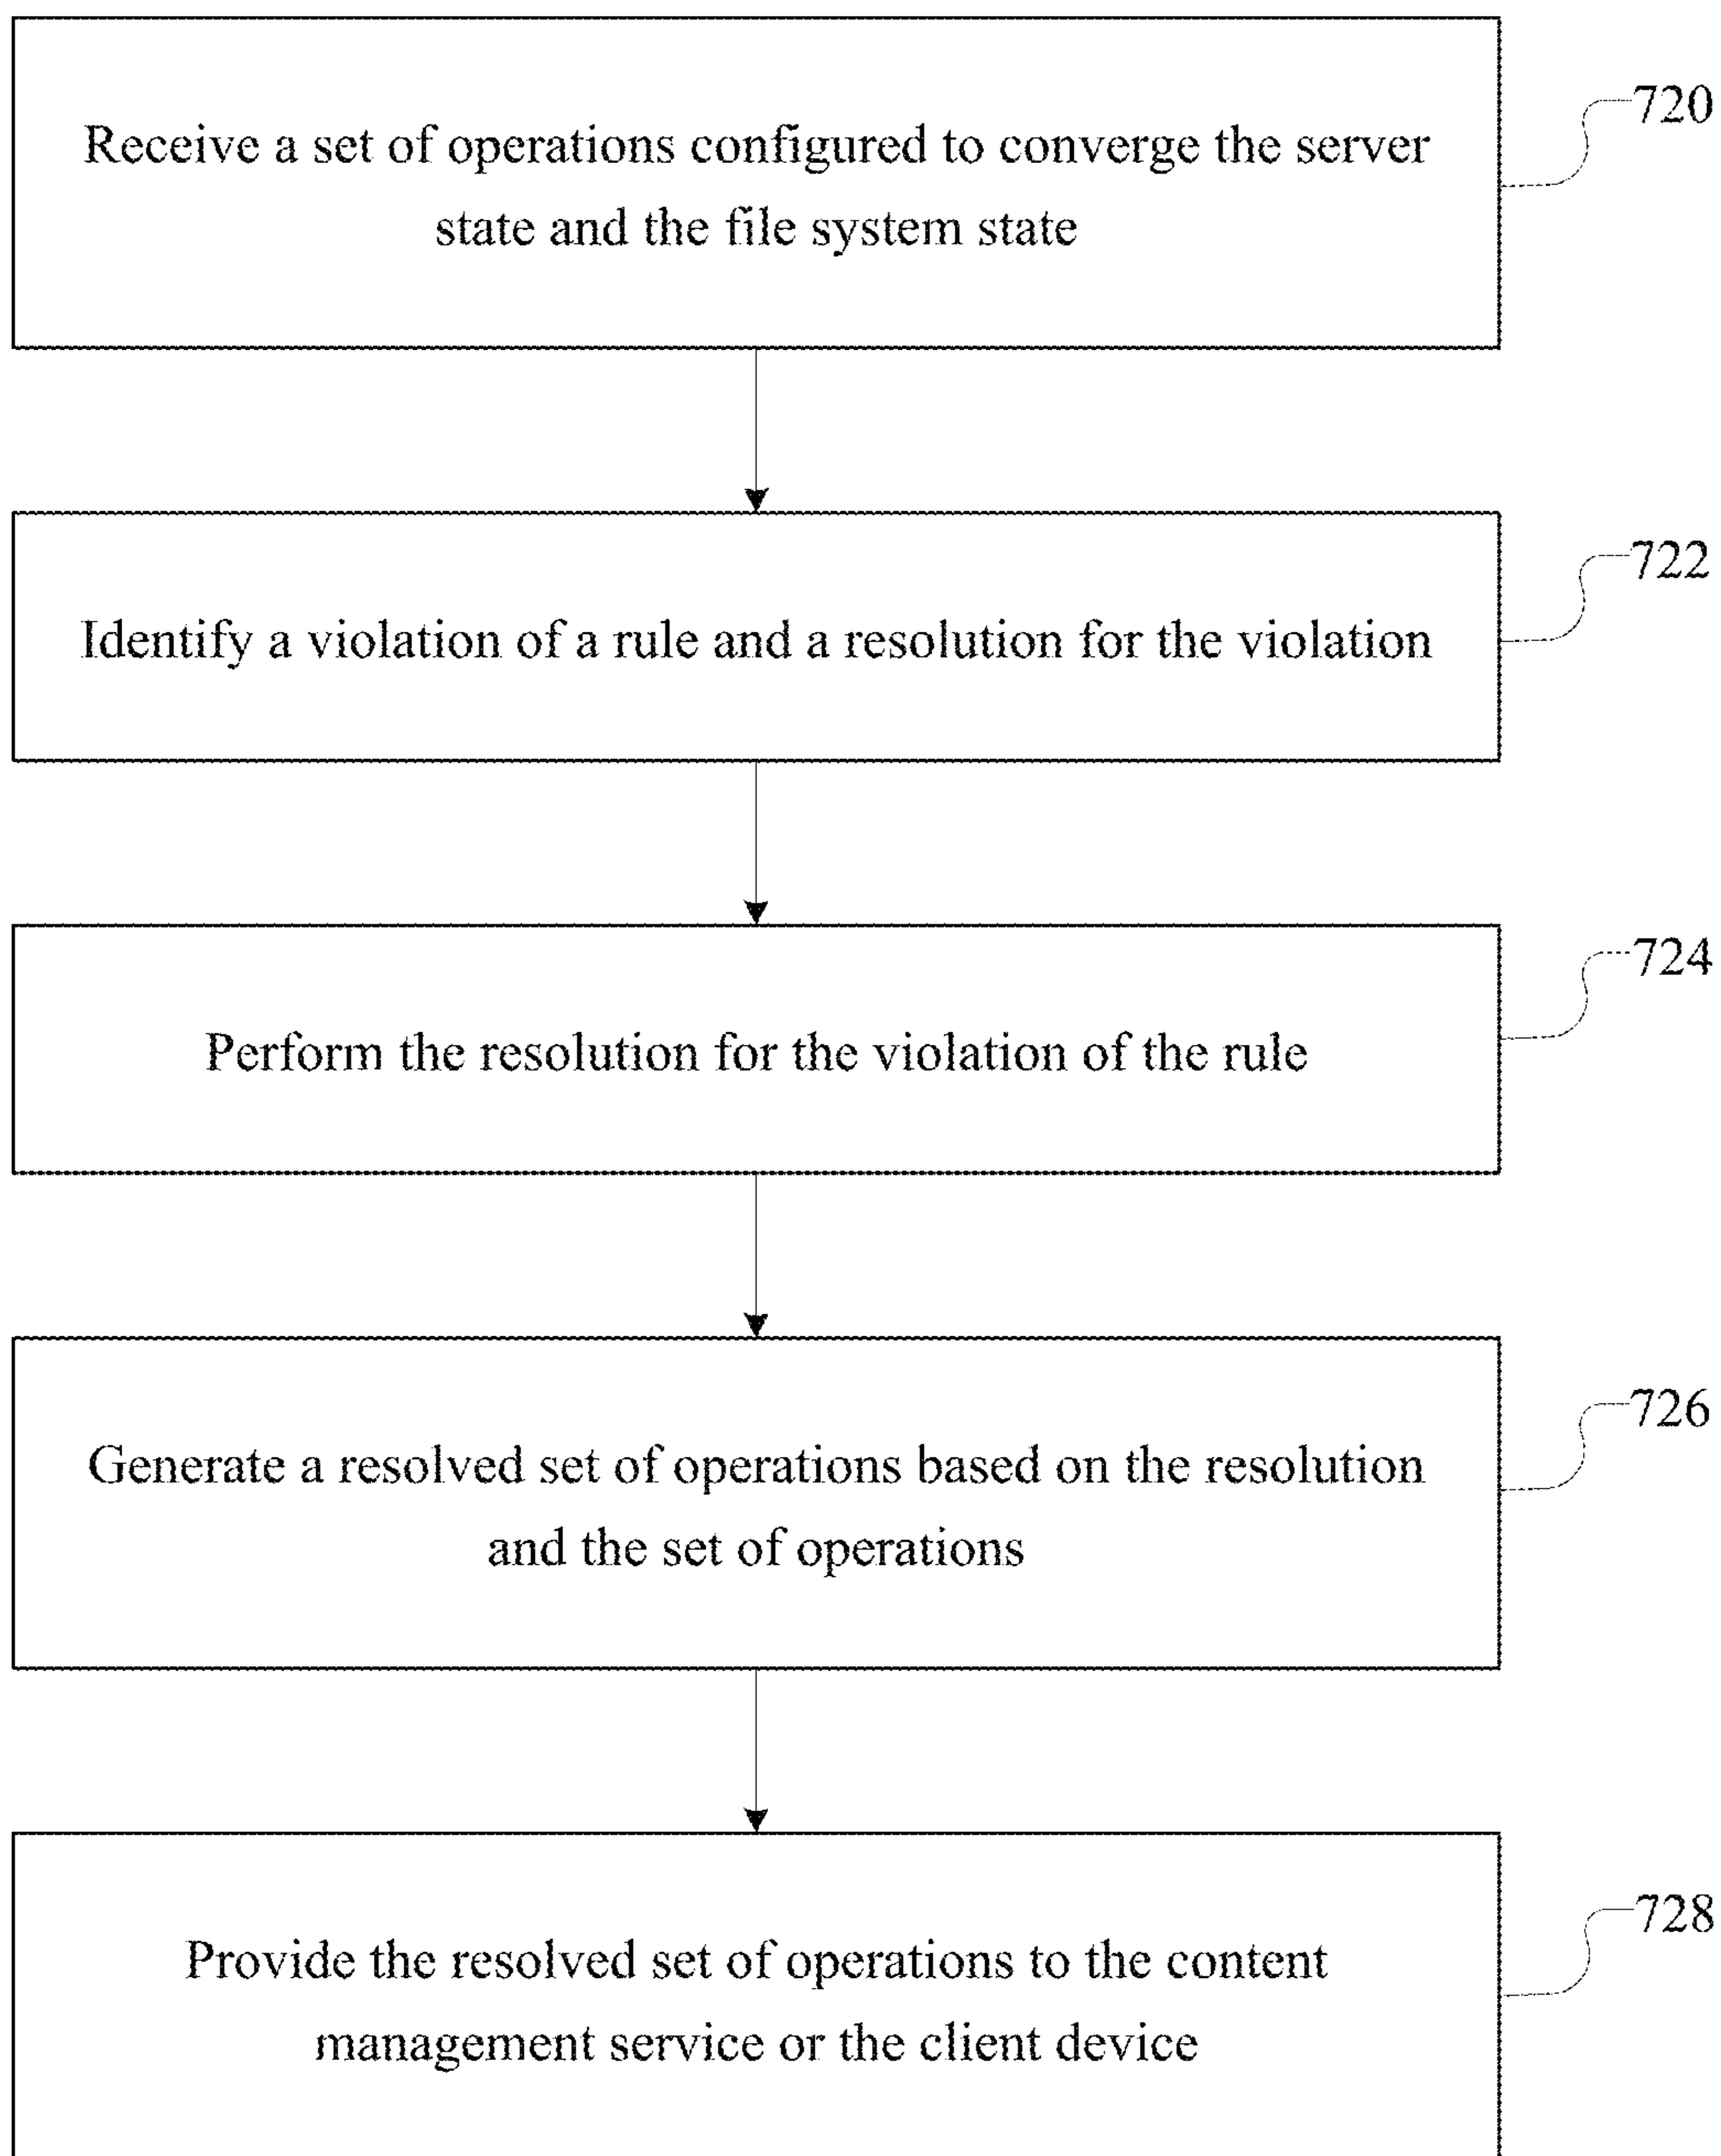 Receive a set of operations configured to converge the server
state and the file system state
720
Identify a violation of a rule and a resolution for the violation
722
Perform the resolution for the violation of the rule
724
Generate a resolved set of operations based on the resolution
and the set of operations
726
Provide the resolved set of operations to the content
management service or the client device
728